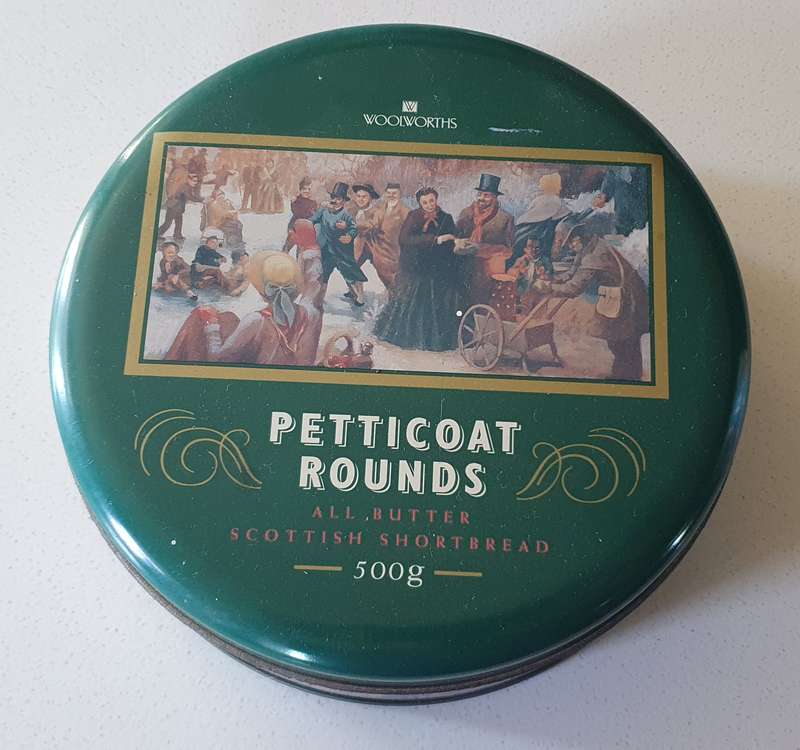 WOOLWORTHS
PETTICOAT
ROUNDS
ALL BUTTER
SCOTTISH SHORTBREAD
500g